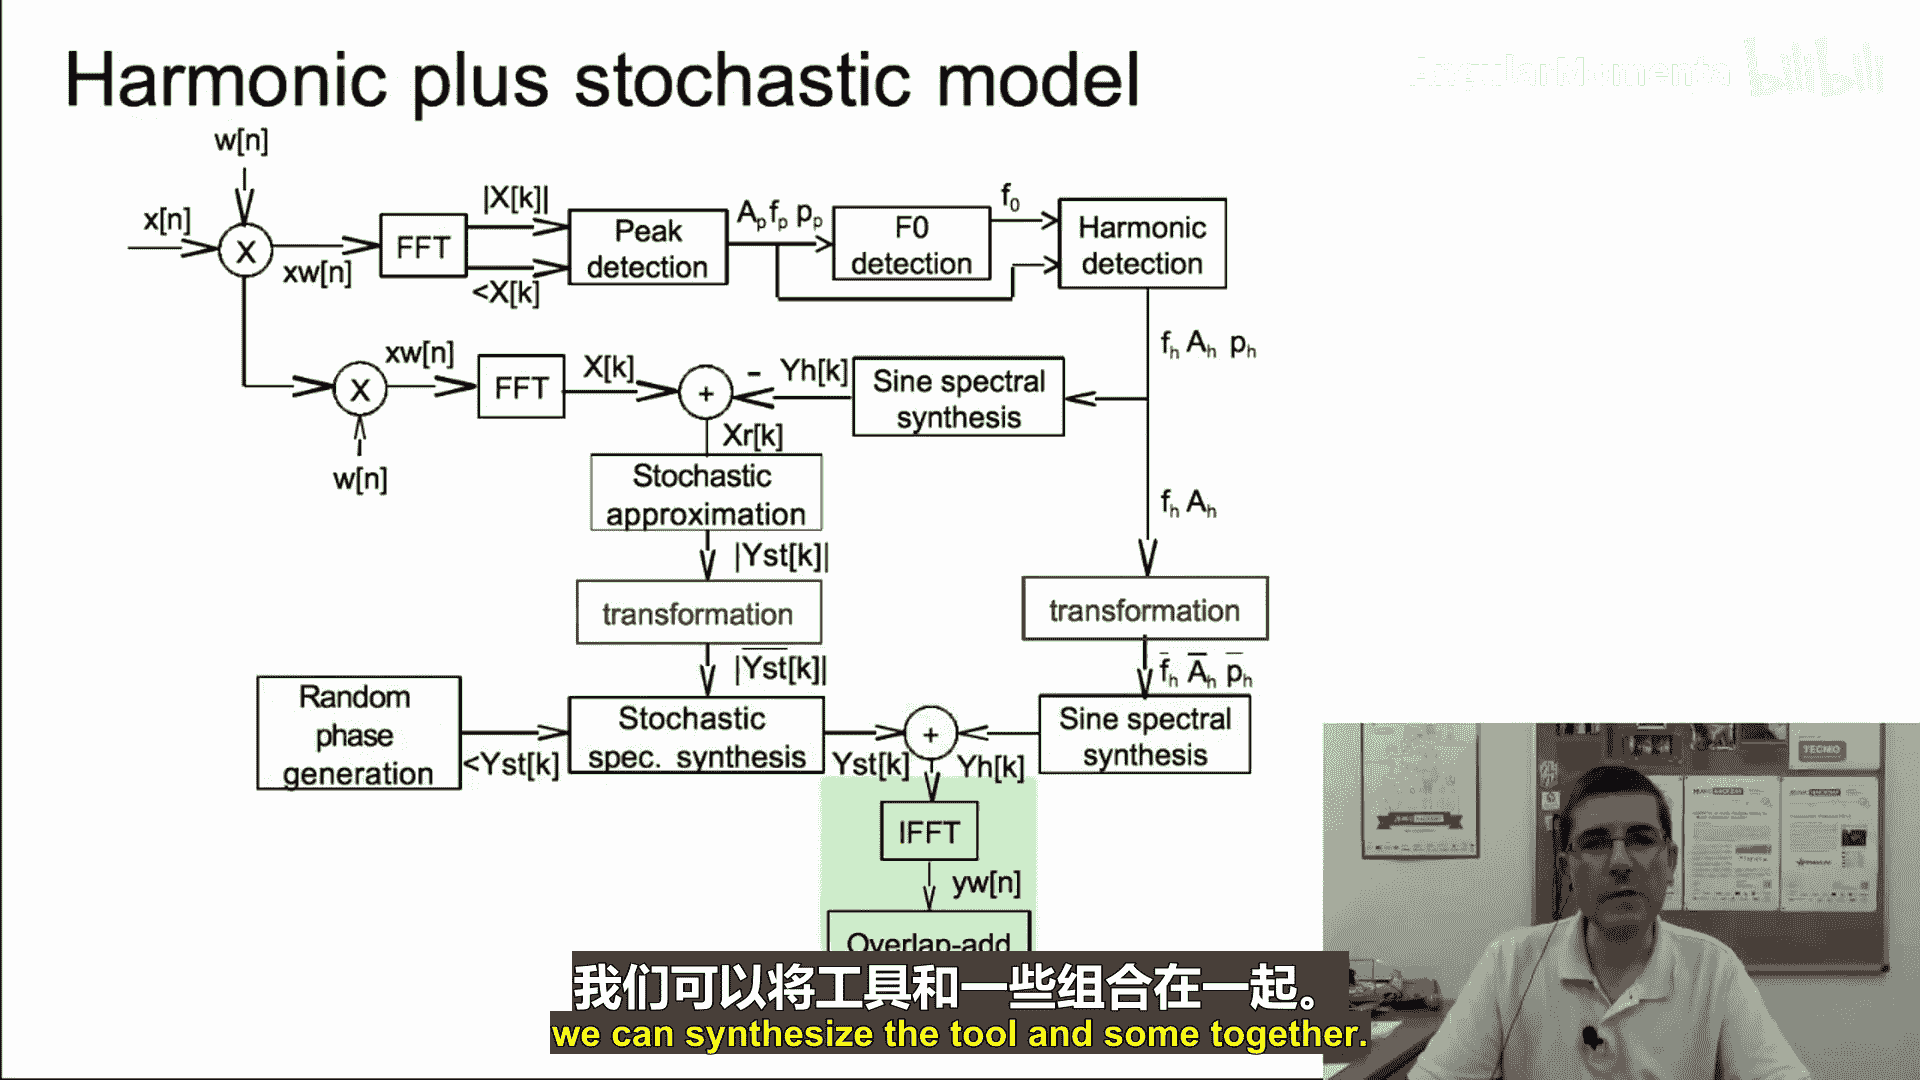 Harmonic plus stochastic model
AngularMomenta bilibili
w[n]
x[n]
X
xw[n]
FFT
|X[k]|
<X[k]
Peak
detection
Ap fp pp
F0
detection
f0
Harmonic
detection
fh Ah ph
X
xw[n]
w[n]
FFT
X[k]
+
-
Yh[k]
Sine spectral
synthesis
Xr[k]
Stochastic
approximation
fh Ah
|Yst[k]|
transformation
transformation
|Yst[k]|
fh Ah ph
Random
phase
generation
<Yst[k]
Stochastic
spec. synthesis
Yst[k]
+
Yh[k]
Sine spectral
synthesis
IFFT
yw[n]
Overlap-add
TECNIO
我们可以将工具和一些组合在一起。
we can synthesize the tool and some together.